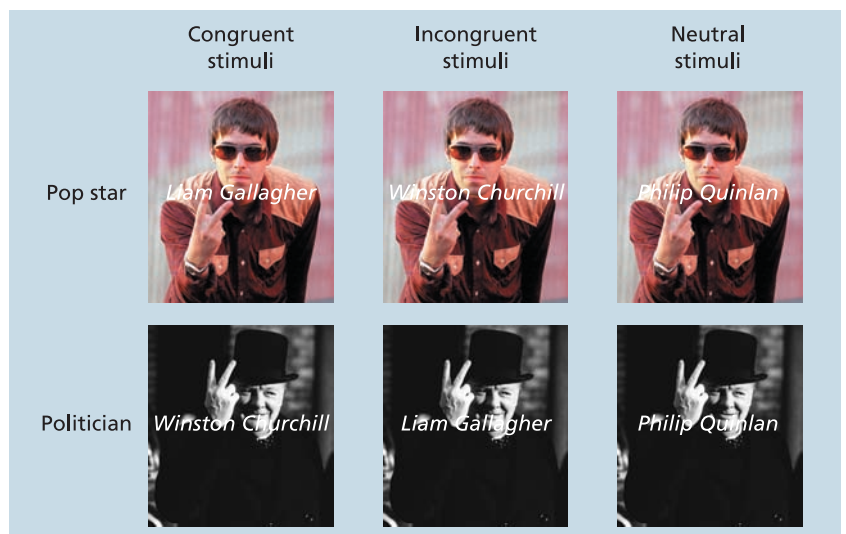 Congruent
stimuli
Incongruent
stimuli
Neutral
stimuli
Pop star
Liam Gallagher
Winston Churchill
Philip Quinlan
Politician
Winston Churchill
Liam Gallagher
Philip Quinlan